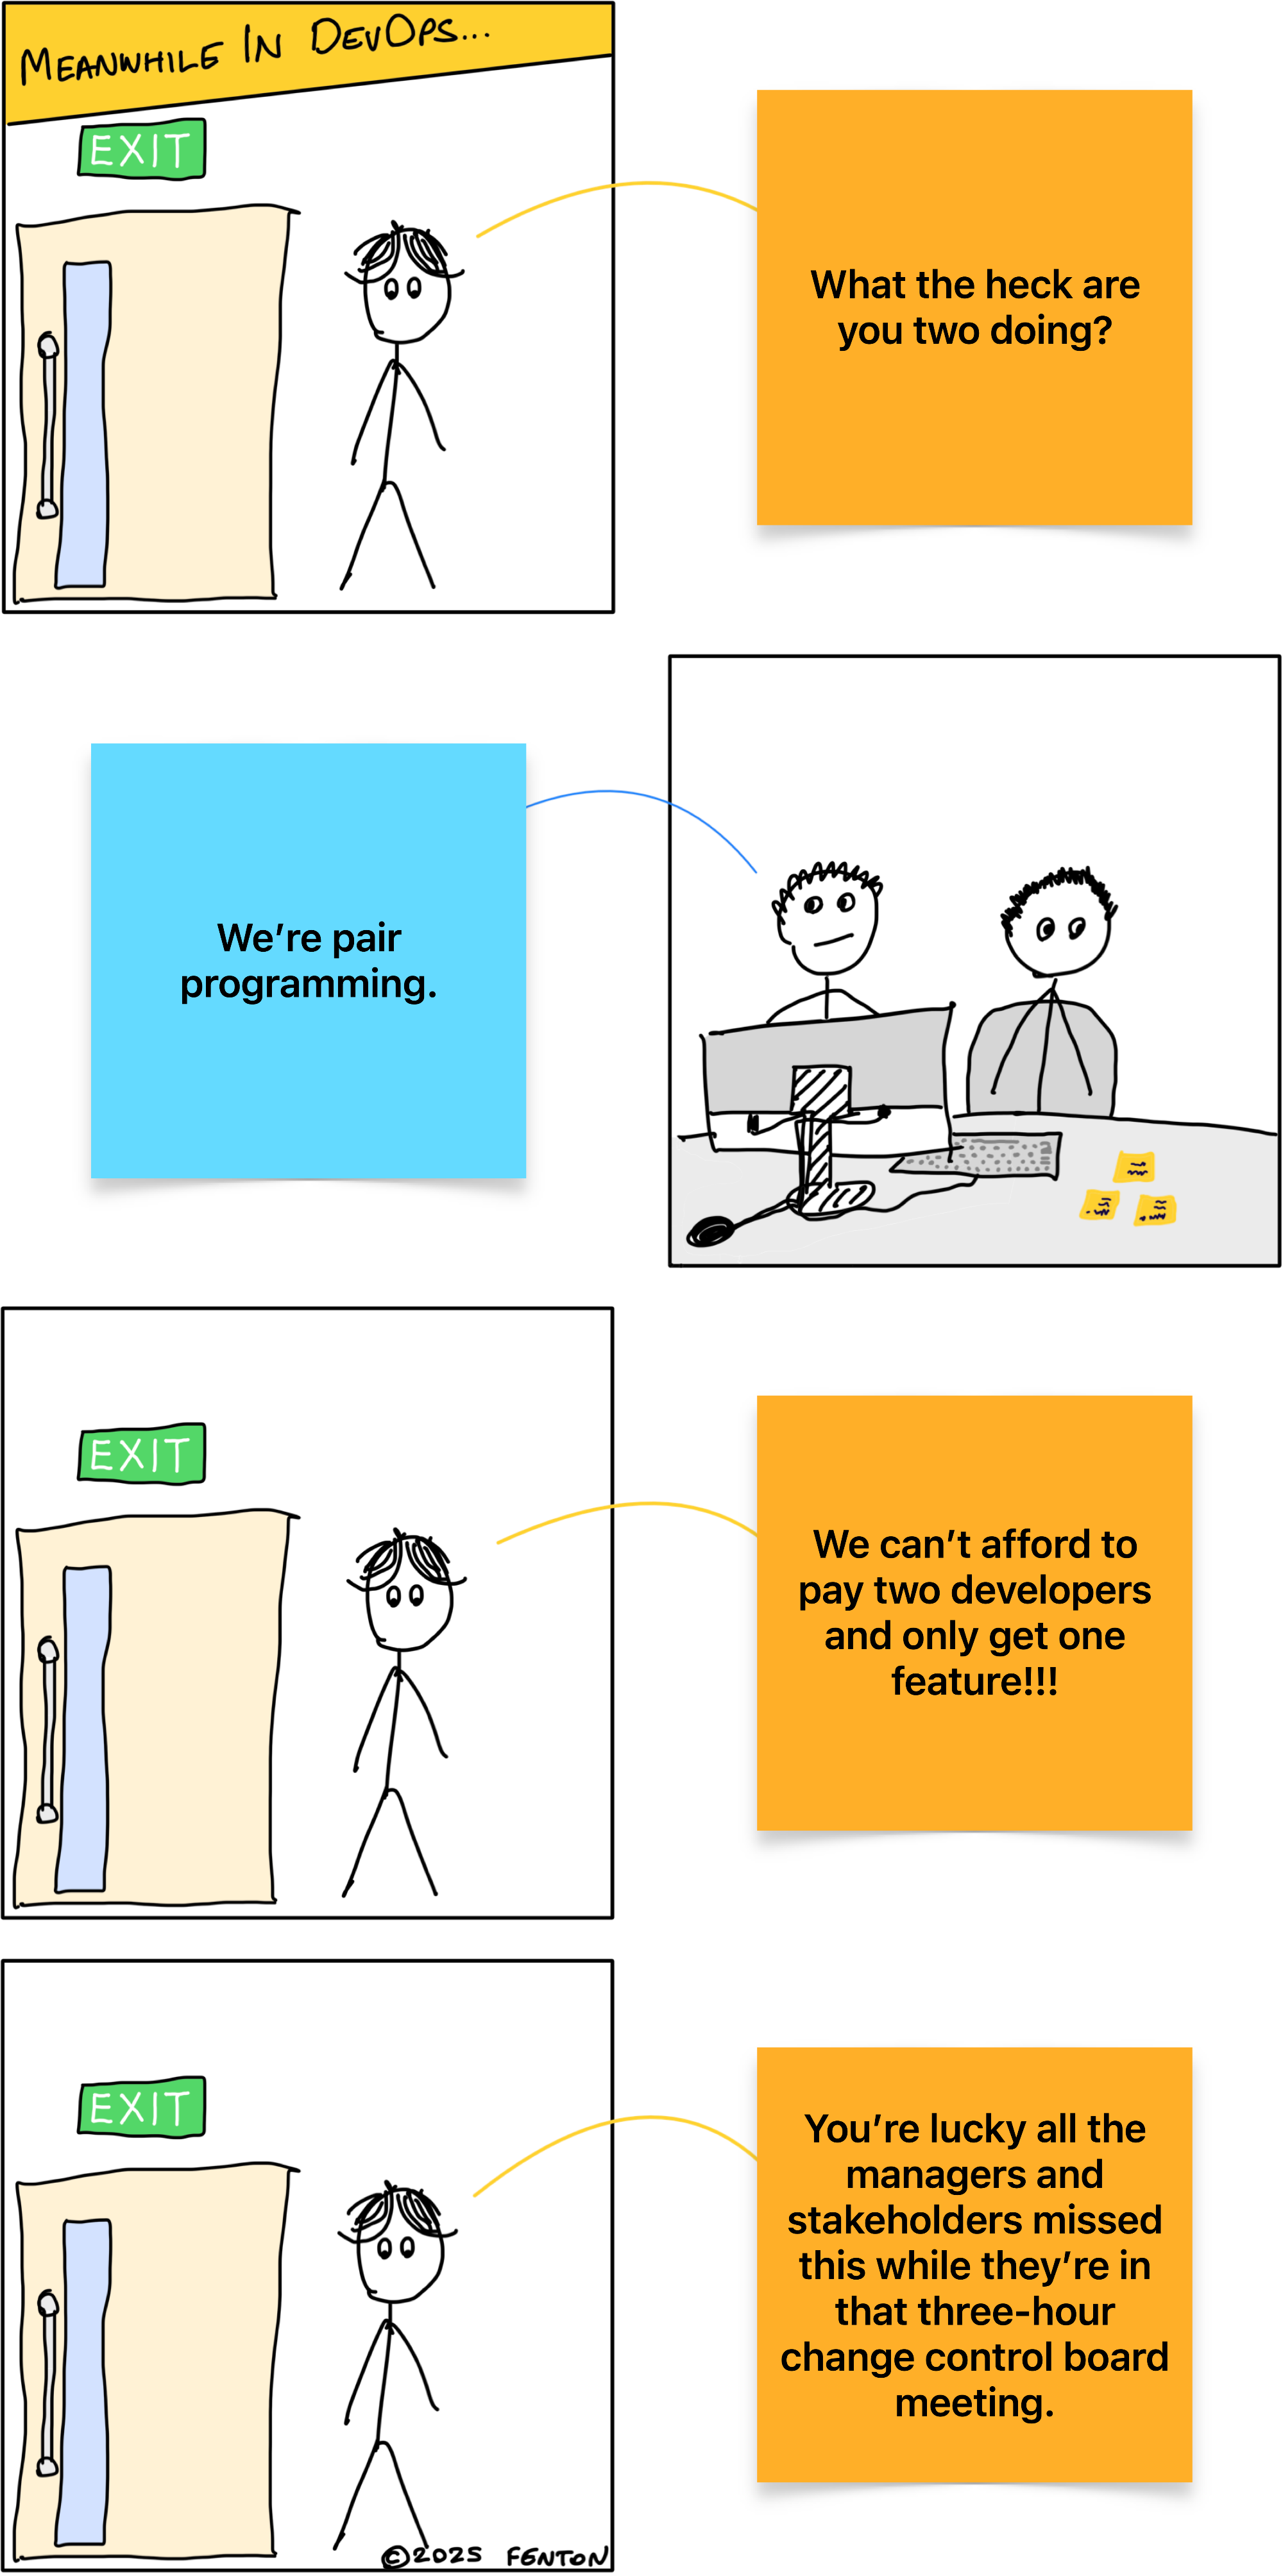 MEANWHILE IN DEVOPS...
EXIT
What the heck are
you two doing?
We’re pair
programming.
EXIT
We can’t afford to
pay two developers
and only get one
feature!!!
EXIT
You’re lucky all the
managers and
stakeholders missed
this while they’re in
that three-hour
change control board
meeting.
©2025 FENTON